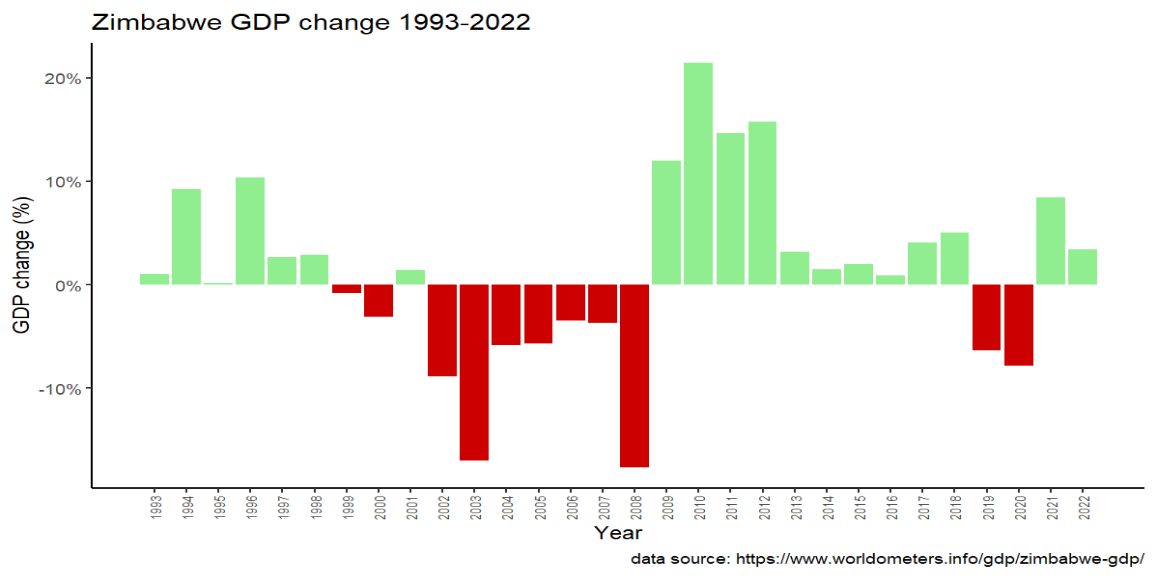 Zimbabwe GDP change 1993-2022
GDP change (%)
20%
10%
0%
-10%
1993 1994 1995 1996 1997 1998 1999 2000 2001 2002 2003 2004 2005 2006 2007 2008 2009 2010 2011 2012 2013 2014 2015 2016 2017 2018 2019 2020 2021 2022
Year
data source: https://www.worldometers.info/gdp/zimbabwe-gdp/